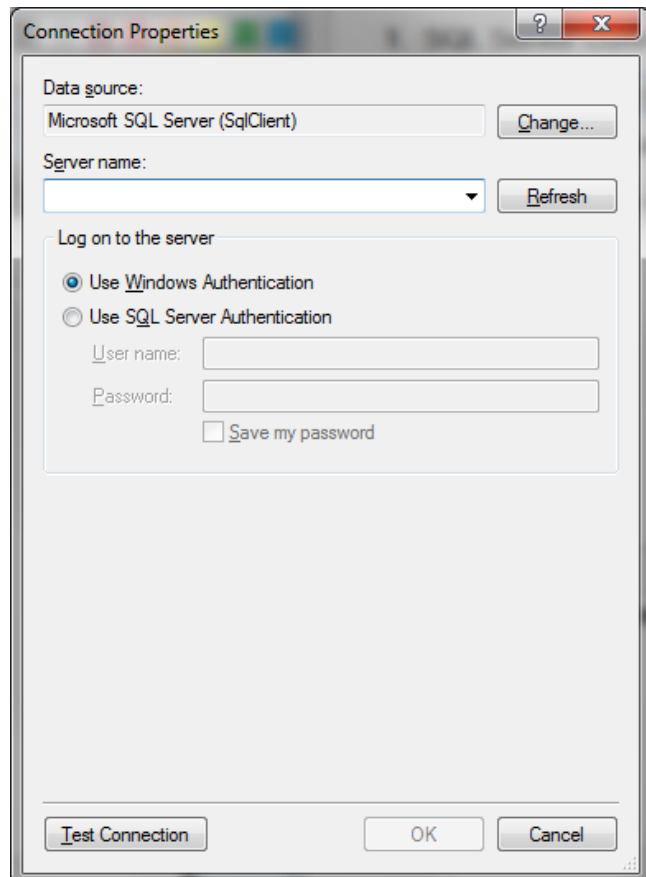 Connection Properties
?
Data source:
Microsoft SQL Server (SqlClient)
Change...
Server name:
Refresh
Log on to the server
Use Windows Authentication
Use SQL Server Authentication
User name:
Password:
Save my password
Test Connection
OK
Cancel